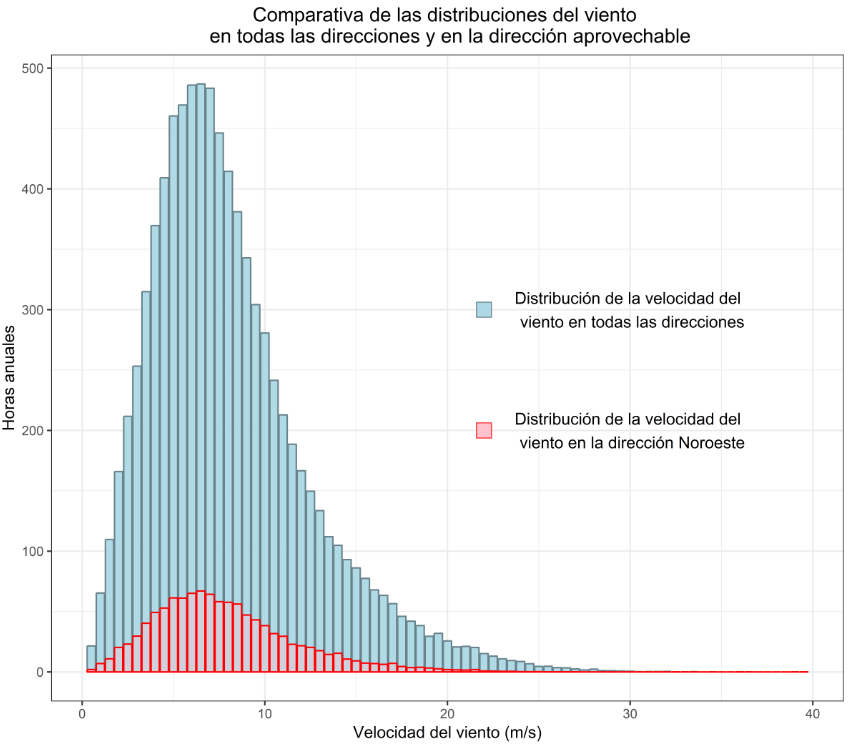 Comparativa de las distribuciones del viento
en todas las direcciones y en la dirección aprovechable
500
400
300
200
100
0
Horas anuales
Distribución de la velocidad del
viento en todas las direcciones
Distribución de la velocidad del
viento en la dirección Noroeste
0 10 20 30 40
Velocidad del viento (m/s)